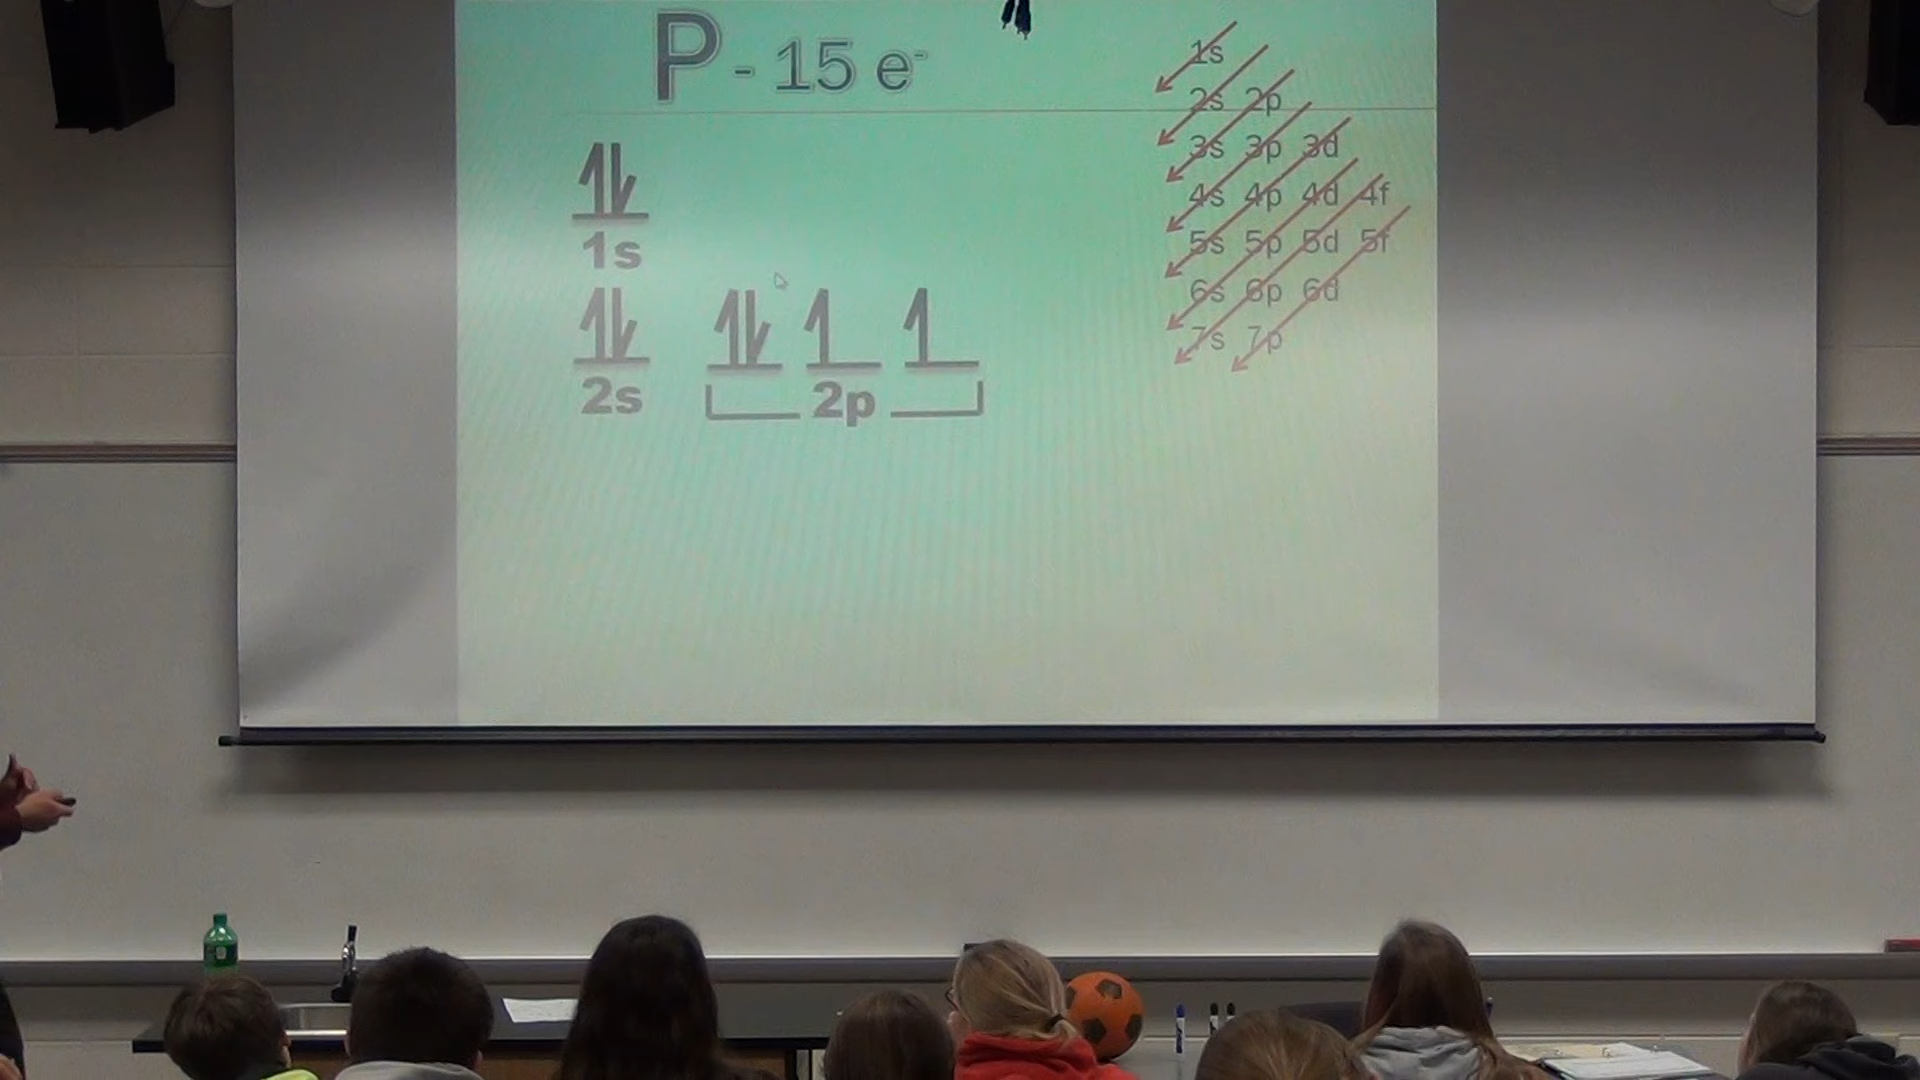 P - 15 e-
1s
2s 2p
3s 3p 3d
4s 4p 4d 4f
5s 5p 5d 5f
6s 6p 6d
7s 7p
1s
2s
2p